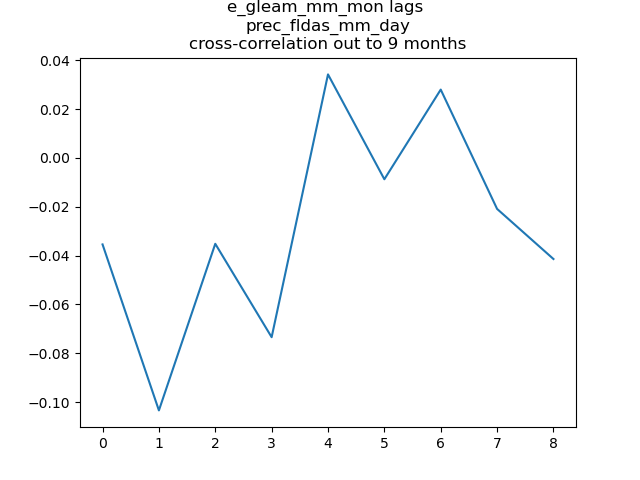 e_gleam_mm_mon lags
prec_fldas_mm_day
cross-correlation out to 9 months
0.04
0.02
0.00
−0.02
−0.04
−0.06
−0.08
−0.10
0 1 2 3 4 5 6 7 8